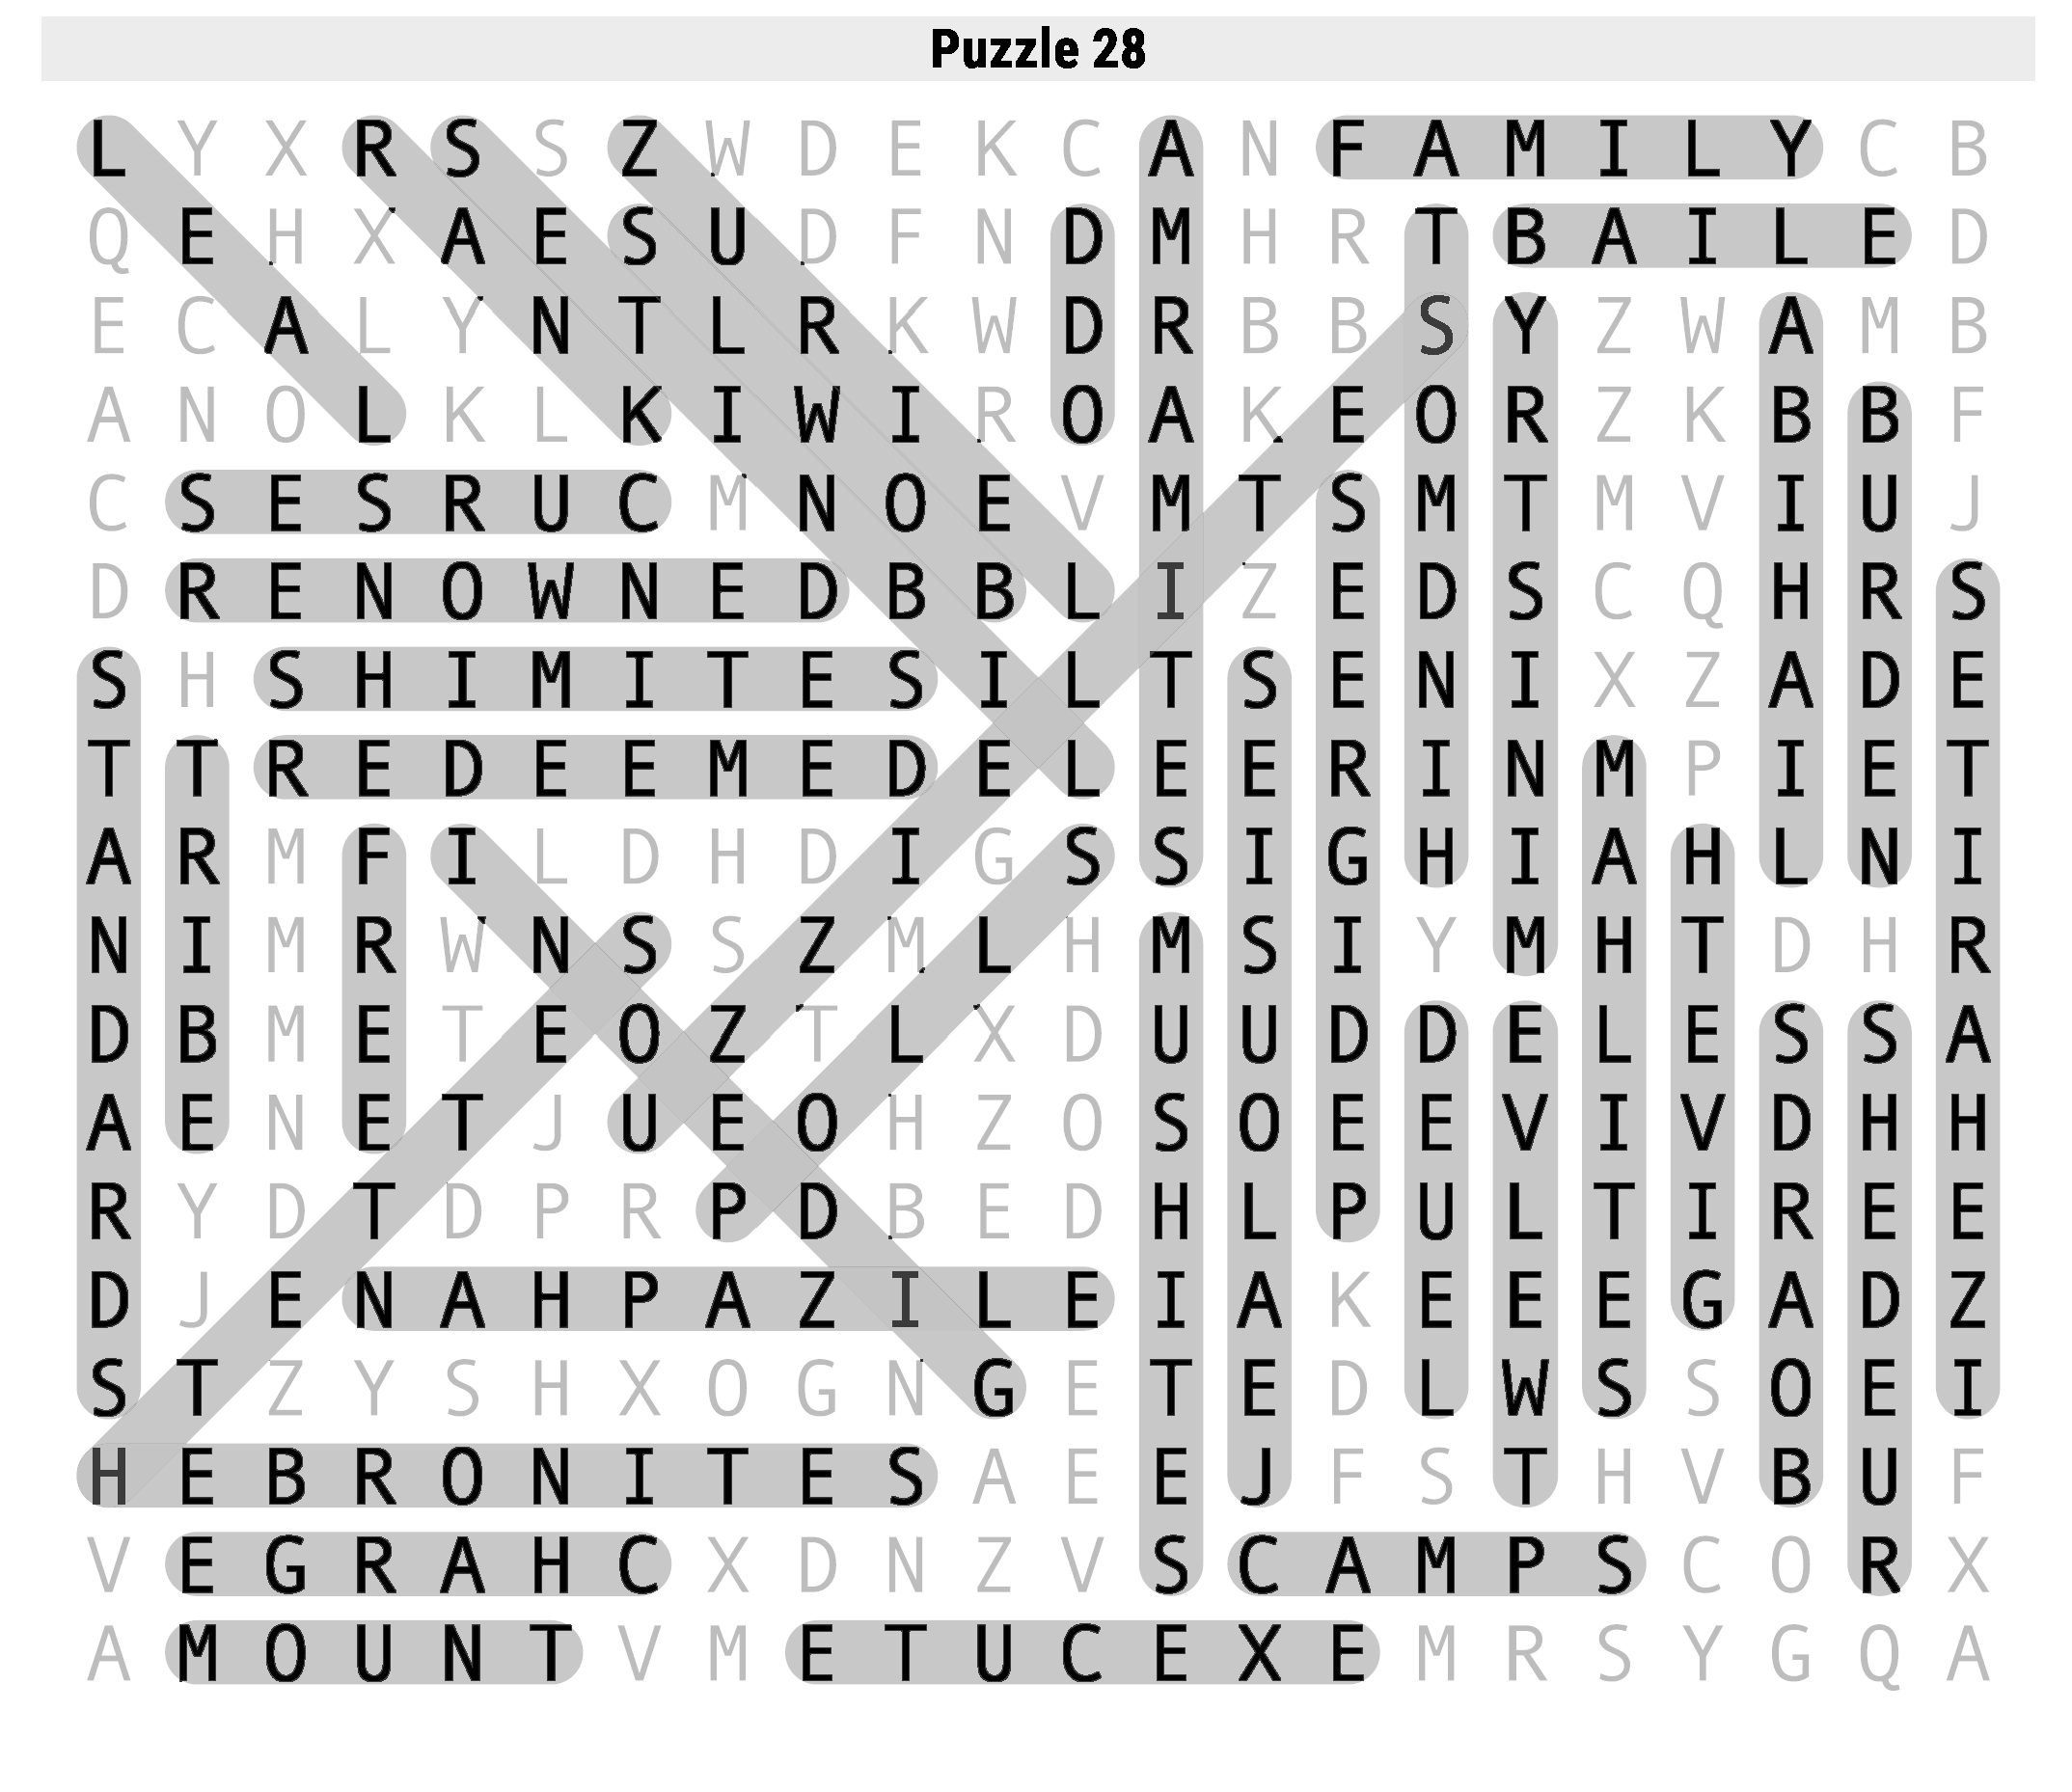 Puzzle 28
L Y X R S S Z W D E K C A N F A M I L Y C B
Q E H X A E S U D F N D M H R T B A I L E D
E C A L Y N T L R K W D R B B S Y Z W A M B
A N O L K L K I W I R O A K E O R Z K B B F
C S E S R U C M N O E V M T S M T M V I U J
D R E N O W N E D B B L I Z E D S C Q H R S
S H S H I M I T E S I L T S E N I X Z A D E
T T R E D E E M E D E L E E R I N M P I E T
A R M F I L D H D I G S S I G H I A H L N I
N I M R W N S S Z M L H M S I Y M H T D H R
D B M E T E O Z T L X D U U D D E L E S S A
A E N E T J U E O H Z O S O E E V I V D H H
R Y D T D P R P D B E D H L P U L T I R E E
D J E N A H P A Z I L E I A K E E E G A D Z
S T Z Y S H X O G N G E T E D L W S S O E I
H E B R O N I T E S A E E J F S T H V B U F
V E G R A H C X D N Z V S C A M P S C O R X
A M O U N T V M E T U C E X E M R S Y G Q A